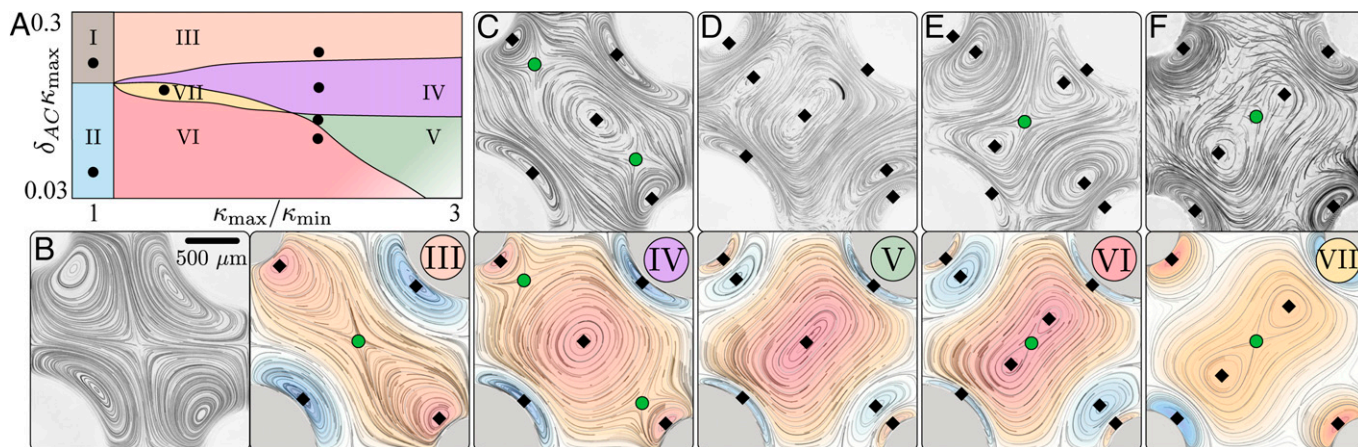 A
0.3
I
III
δ_AC κ_max
VII
IV
II
VI
V
0.03
1
κ_max/κ_min
3
C
D
E
F
B
500 μm
III
IV
V
VI
VII